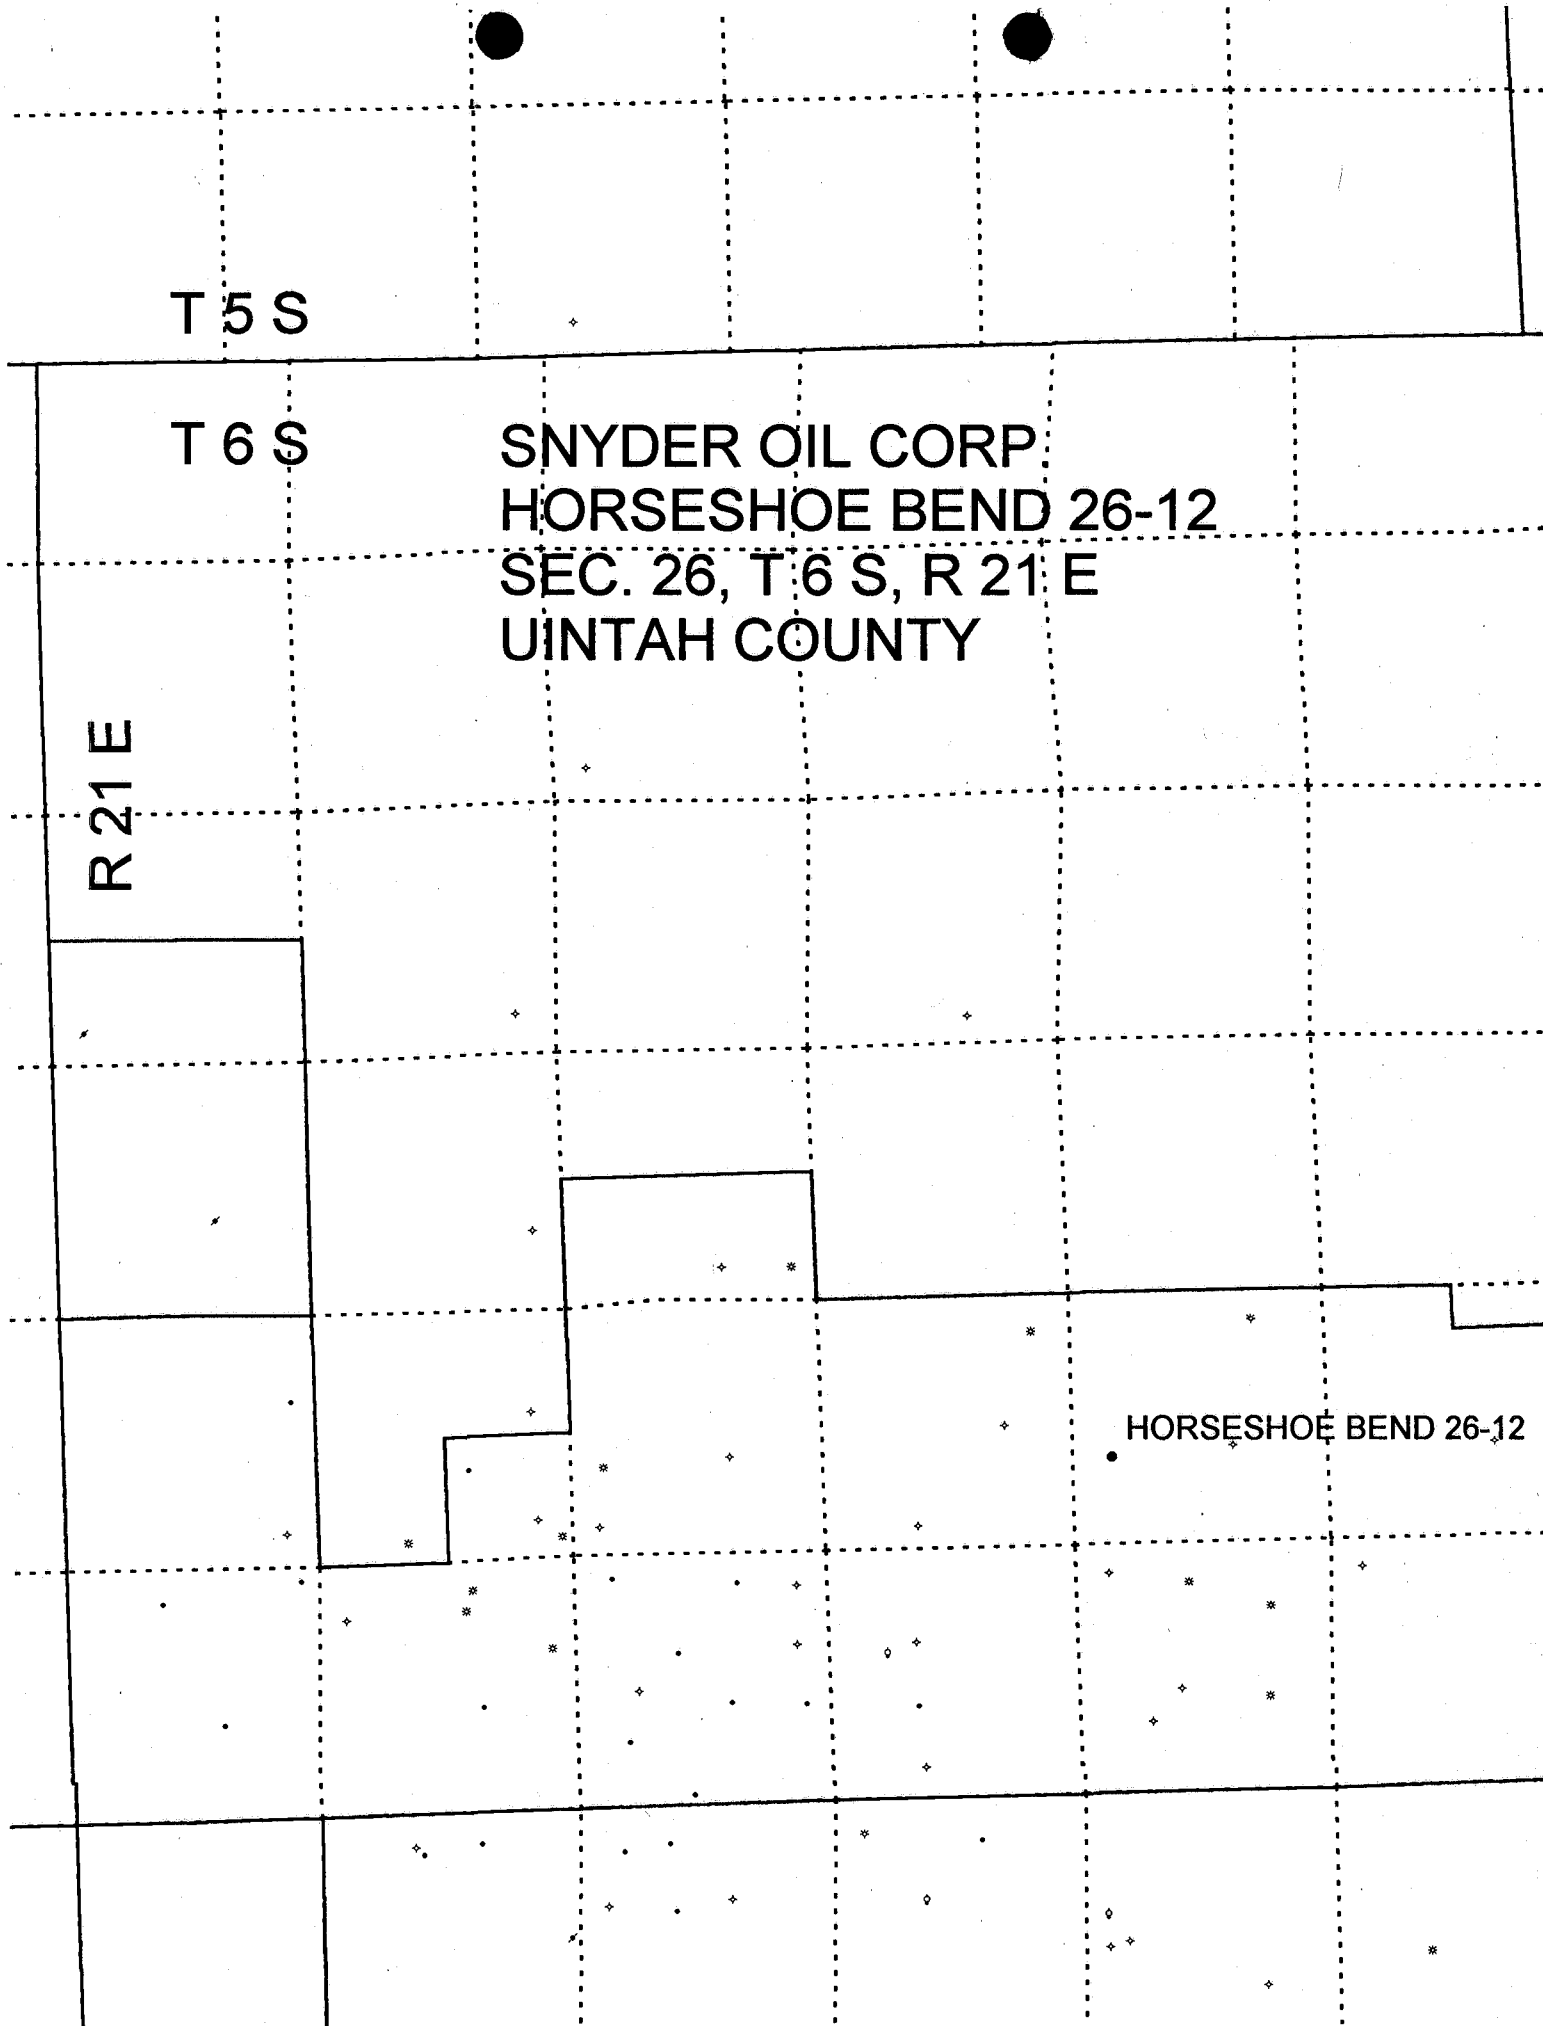 T 5 S
T 6 S
SNYDER OIL CORP
HORSESHOE BEND 26-12
SEC. 26, T 6 S, R 21 E
UINTAH COUNTY
R 21 E
HORSESHOE BEND 26-12